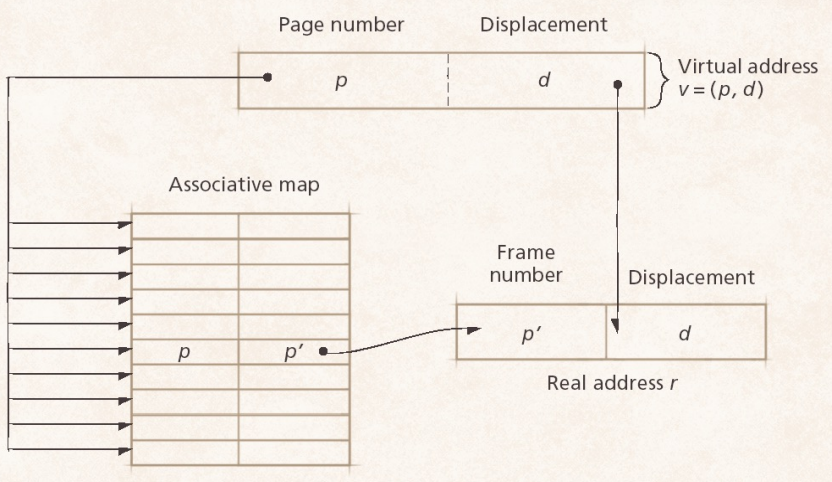 Page number
Displacement
p
d
Virtual address
v = (p, d)
Associative map
Frame
number
Displacement
p
p′
p′
d
Real address r